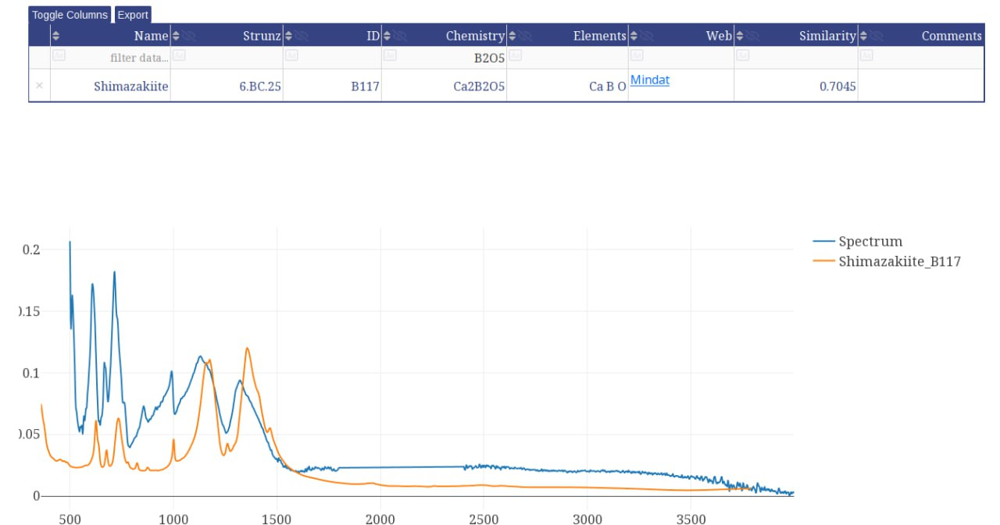 Toggle Columns Export
Name Strunz ID Chemistry Elements Web Similarity Comments
filter data... B2O5
Shimazakiite 6.BC.25 B117 Ca2B2O5 Ca B O Mindat 0.7045
Spectrum
Shimazakiite_B117
0.2
).15
0.1
).05
0
500 1000 1500 2000 2500 3000 3500